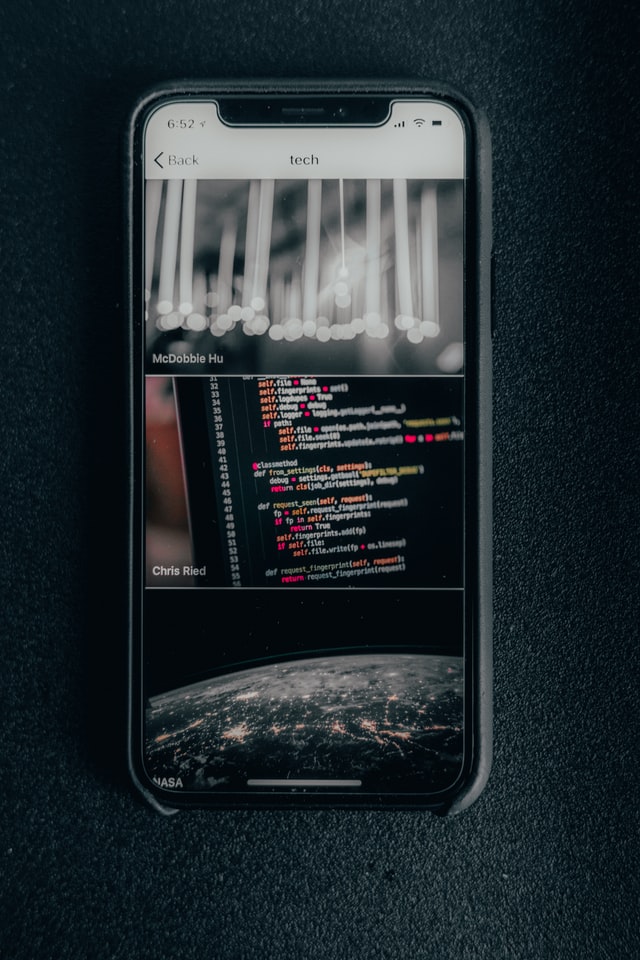 6:52
Back
tech
McDobbie Hu
31
32 self.file = None
33 self.fingerprints = set()
34 self.logdupes = True
35 self.debug = debug
36 self.logger = logging.getLogger(__name__)
37 if path:
38 self.file = open(os.path.join(path,
39 self.file.seek(0)
40 self.fingerprints.update(
41
42 @classmethod
43 def from_settings(cls, settings):
44 debug = settings.getbool(
45 return cls(job_dir(settings), debug)
46
47 def request_seen(self, request):
48 fp = self.request_fingerprint(request)
49 if fp in self.fingerprints:
50 return True
51 self.fingerprints.add(fp)
52 if self.file:
53 self.file.write(fp + os.linesep)
54
55 def request_fingerprint(self, request):
56 return request_fingerprint(request)
Chris Ried
NASA